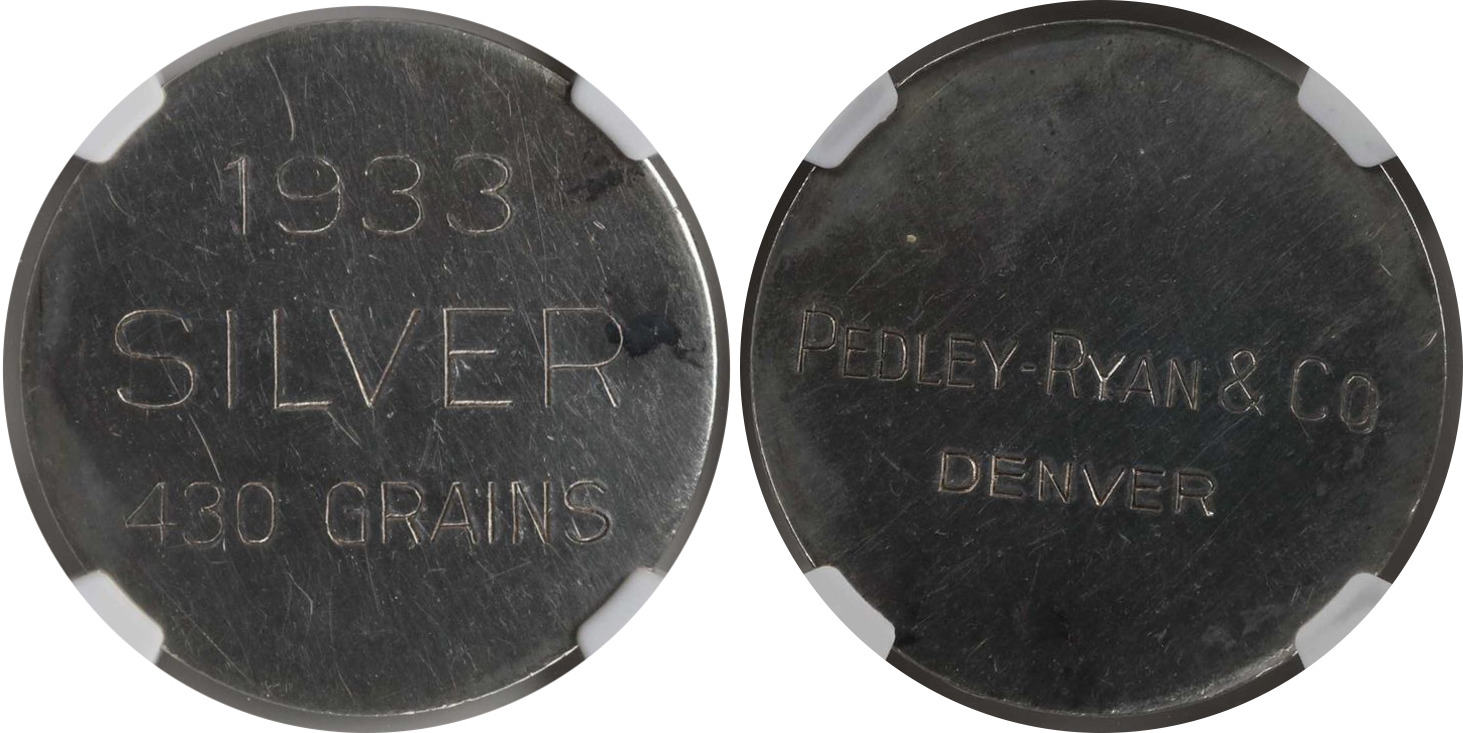 1933
SILVER
430 GRAINS
PEDLEY-RYAN & CO
DENVER